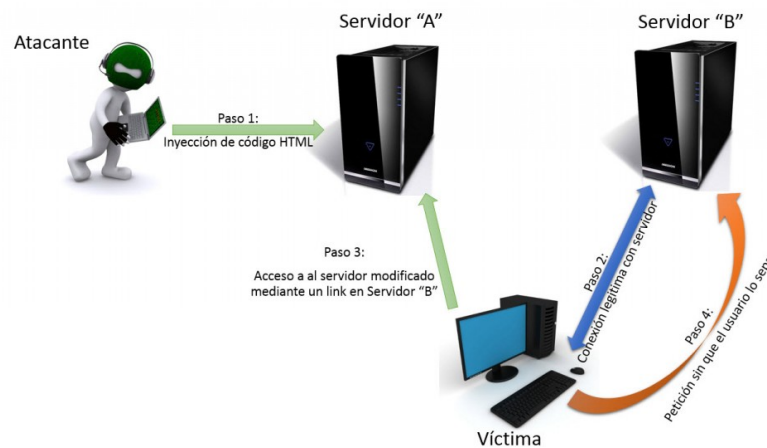 Servidor “A”
Servidor “B”
Atacante
Paso 1:
Inyección de código HTML
Paso 3:
Acceso a al servidor modificado
mediante un link en Servidor “B”
Paso 2:
Conexión legitima con servidor
Paso 4:
Petición sin que el usuario lo
Víctima